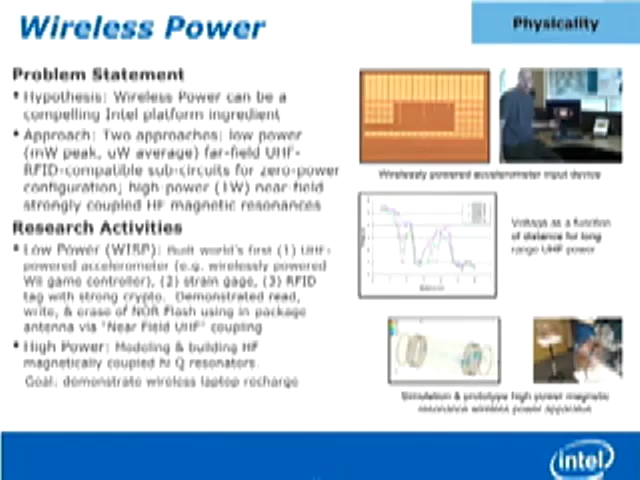 Wireless Power
Physicality
Problem Statement
• Hypothesis: Wireless Power can be a
compelling Intel platform ingredient
• Approach: Two approaches: low power
(mW peak, uW average) far-field UHF-
RFID-compatible sub-circuits for zero-power
configuration; high-power (1W) near-field
strongly coupled HF magnetic resonances
Research Activities
• Low Power (WISP): Built world's first (1) UHF-
powered accelerometer (e.g. wirelessly powered
Wii game controller), (2) strain gage, (3) RFID
tag with strong crypto. Demonstrated read,
write, & erase of NOR Flash using in package
antenna via "Near Field UHF" coupling
• High Power: Modeling & building HF
magnetically coupled hi Q resonators.
Goal: demonstrate wireless laptop recharge
Wirelessly powered accelerometer input device
Voltage as a function
of distance for long
range UHF power
Simulation & prototype high power magnetic
resonance wireless power apparatus
intel